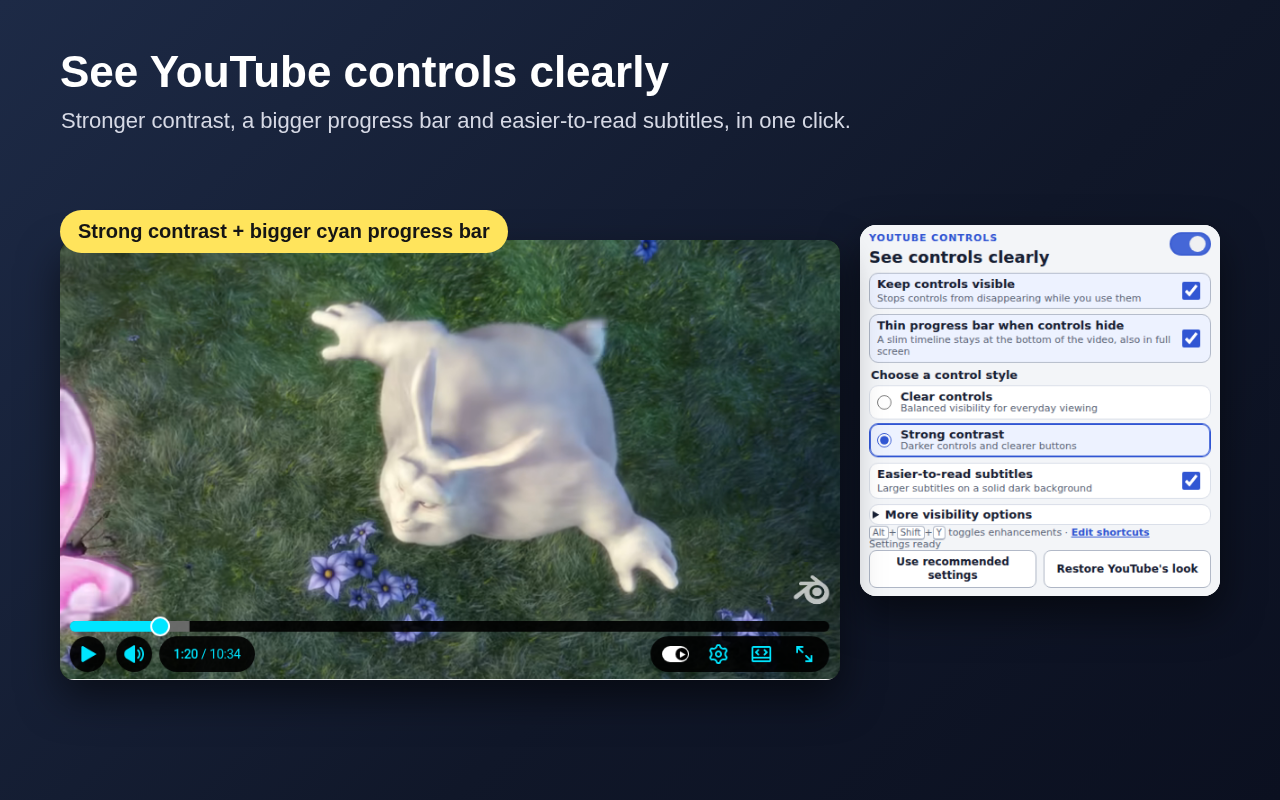 See YouTube controls clearly
Stronger contrast, a bigger progress bar and easier-to-read subtitles, in one click.
Strong contrast + bigger cyan progress bar
1:20 / 10:34
YOUTUBE CONTROLS
See controls clearly
Keep controls visible
Stops controls from disappearing while you use them
Thin progress bar when controls hide
A slim timeline stays at the bottom of the video, also in full
screen
Choose a control style
Clear controls
Balanced visibility for everyday viewing
Strong contrast
Darker controls and clearer buttons
Easier-to-read subtitles
Larger subtitles on a solid dark background
More visibility options
Alt+Shift+Y toggles enhancements · Edit shortcuts
Settings ready
Use recommended
settings
Restore YouTube's look